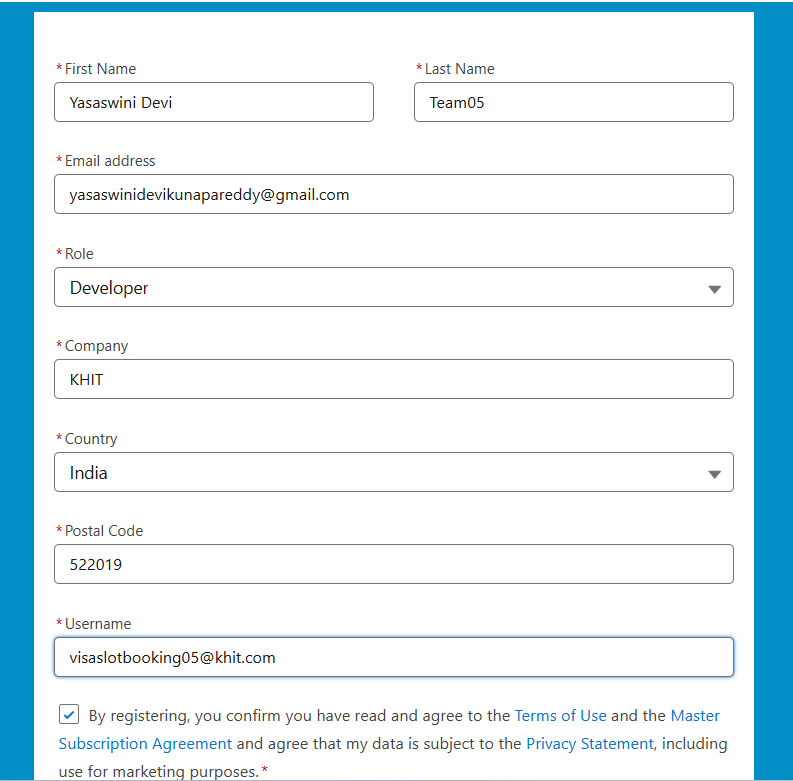 *First Name
*Last Name
Yasaswini Devi
Team05
*Email address
yasaswinidevikunapareddy@gmail.com
*Role
Developer
*Company
KHIT
*Country
India
*Postal Code
522019
*Username
visaslotbooking05@khit.com
By registering, you confirm you have read and agree to the Terms of Use and the Master
Subscription Agreement and agree that my data is subject to the Privacy Statement, including
use for marketing purposes.*